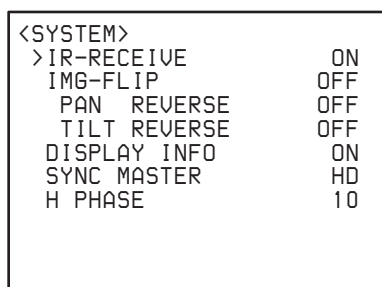 <SYSTEM>
>IR-RECEIVE ON
IMG-FLIP OFF
PAN REVERSE OFF
TILT REVERSE OFF
DISPLAY INFO ON
SYNC MASTER HD
H PHASE 10